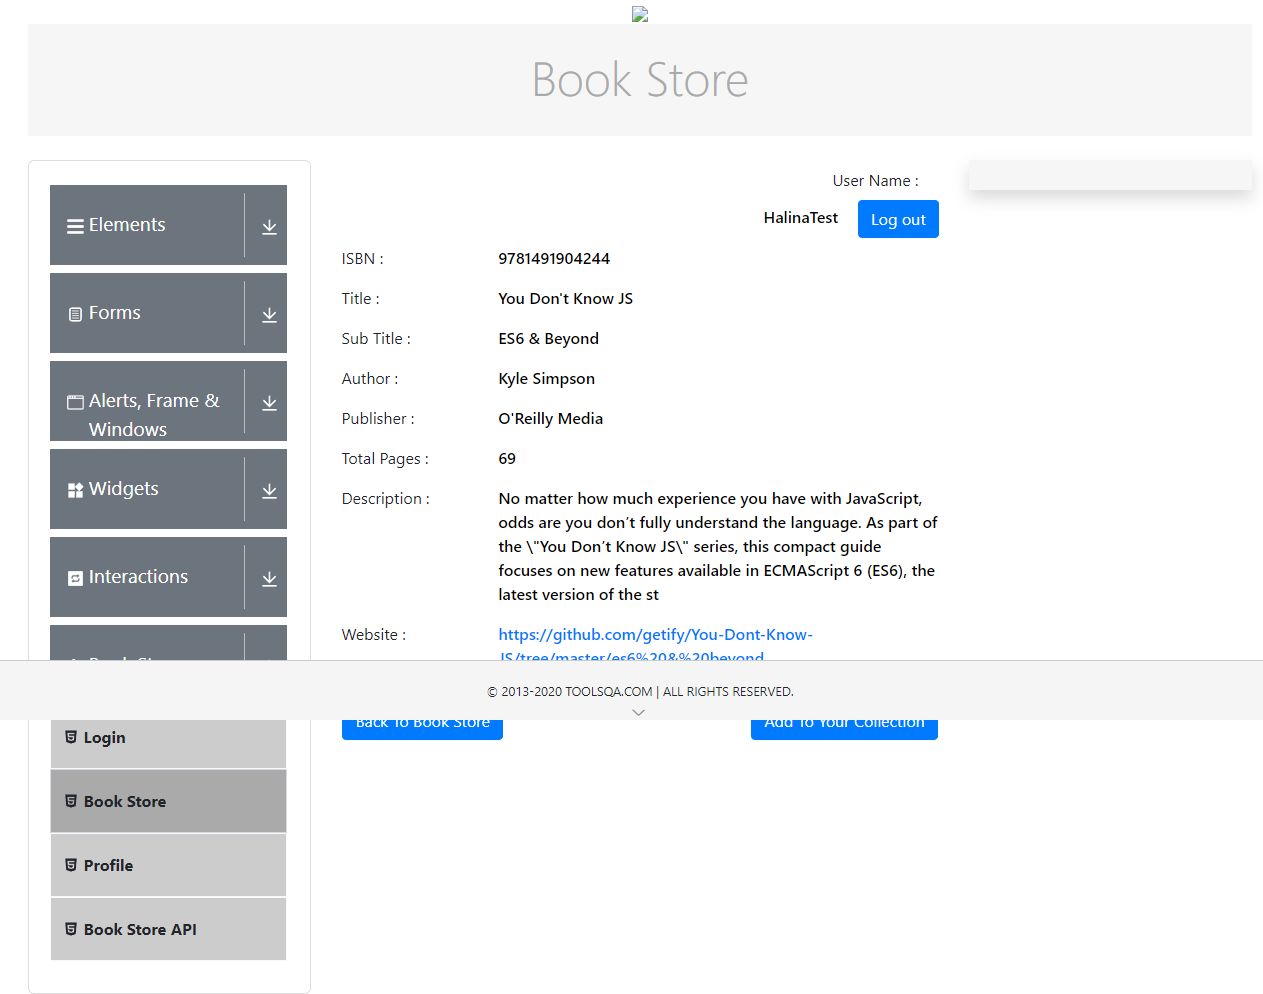 Book Store
Elements
Forms
Alerts, Frame &
Windows
Widgets
Interactions
Login
Book Store
Profile
Book Store API
User Name :
HalinaTest
Log out
ISBN :
9781491904244
Title :
You Don't Know JS
Sub Title :
ES6 & Beyond
Author :
Kyle Simpson
Publisher :
O'Reilly Media
Total Pages :
69
Description :
No matter how much experience you have with JavaScript,
odds are you don’t fully understand the language. As part of
the \"You Don’t Know JS\" series, this compact guide
focuses on new features available in ECMAScript 6 (ES6), the
latest version of the st
Website :
https://github.com/getify/You-Dont-Know-
JS/tree/master/es6%20&%20beyond
© 2013-2020 TOOLSQA.COM | ALL RIGHTS RESERVED.
Back To Book Store
Add To Your Collection